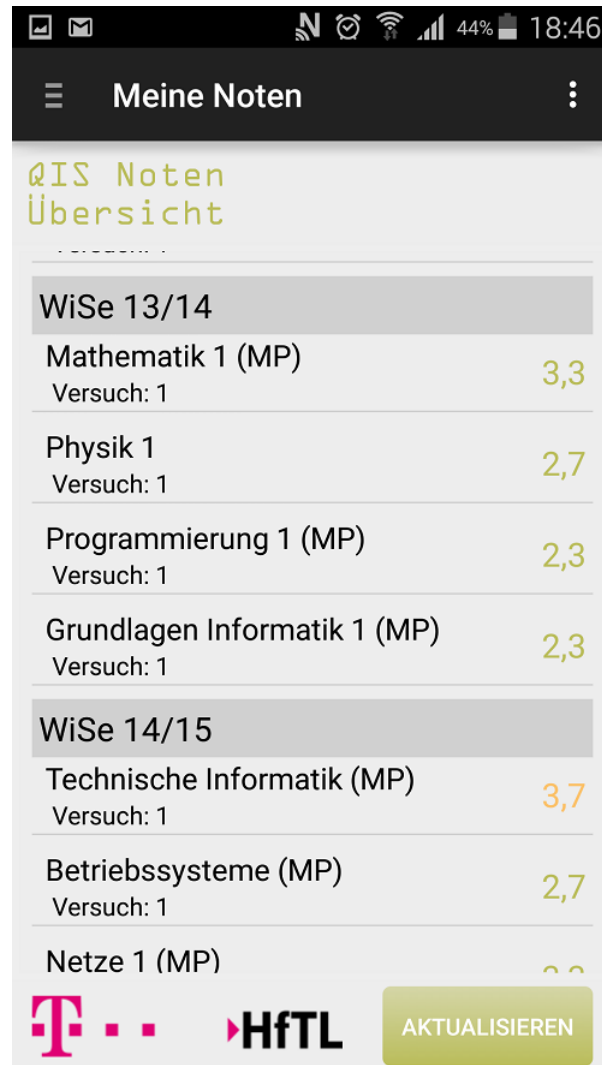 44% 18:46
Meine Noten
QIS Noten
Übersicht
WiSe 13/14
Mathematik 1 (MP)
3,3
Versuch: 1
Physik 1
2,7
Versuch: 1
Programmierung 1 (MP)
2,3
Versuch: 1
Grundlagen Informatik 1 (MP)
2,3
Versuch: 1
WiSe 14/15
Technische Informatik (MP)
3,7
Versuch: 1
Betriebssysteme (MP)
2,7
Versuch: 1
Netze 1 (MP)
T HfTL AKTUALISIEREN